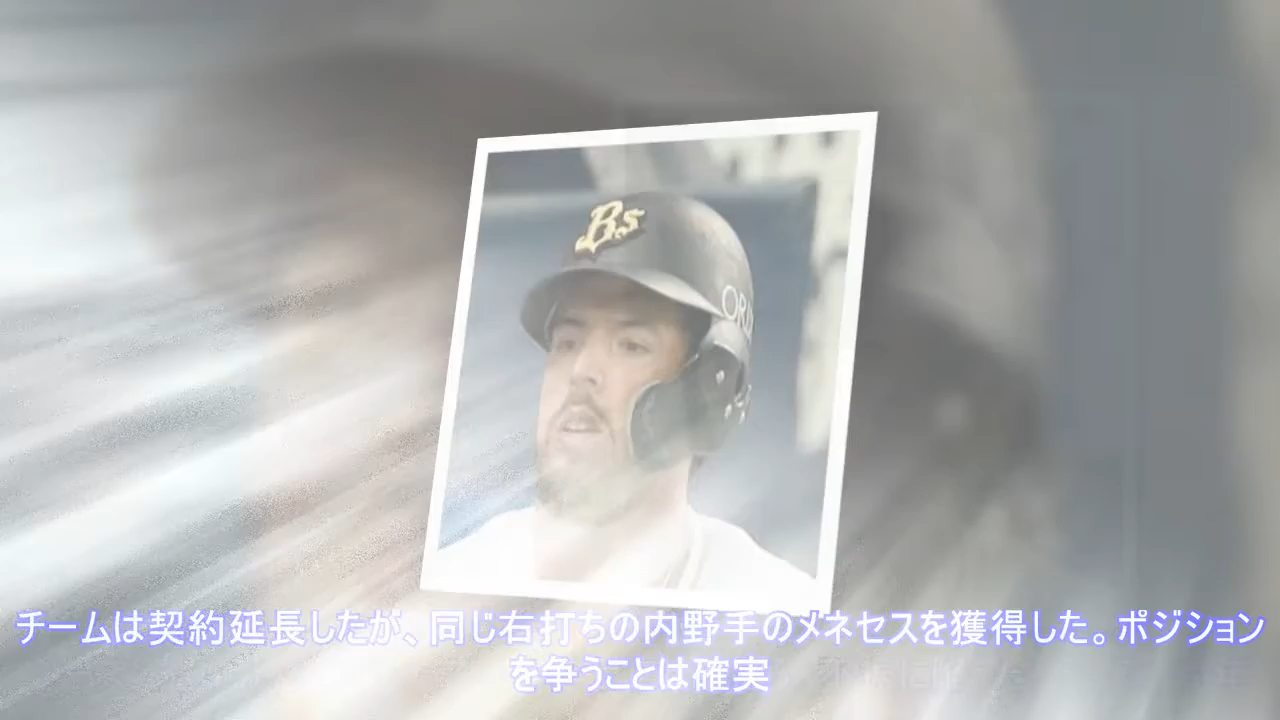 Bs
ORI
チームは契約延長したが、同じ右打ちの内野手のメネセスを獲得した。ポジション
を争うことは確実